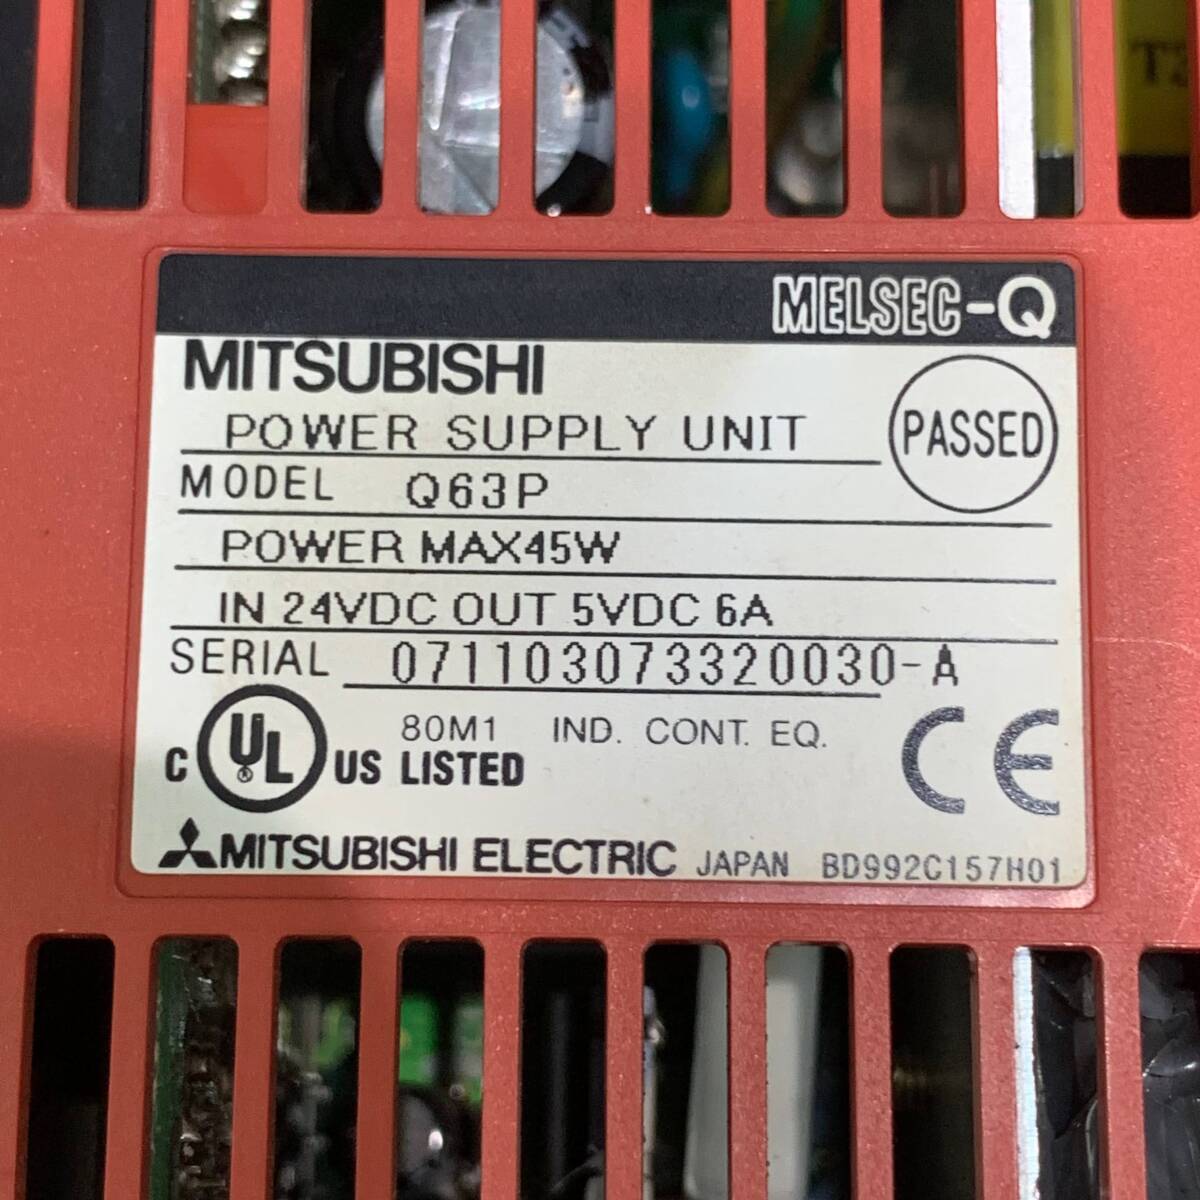 MELSEC-Q
MITSUBISHI
POWER SUPPLY UNIT
PASSED
MODEL Q63P
POWER MAX45W
IN 24VDC OUT 5VDC 6A
SERIAL 071103073320030-A
80M1 IND. CONT. EQ.
C UL ® US LISTED
CE
MITSUBISHI ELECTRIC JAPAN BD992C157H01